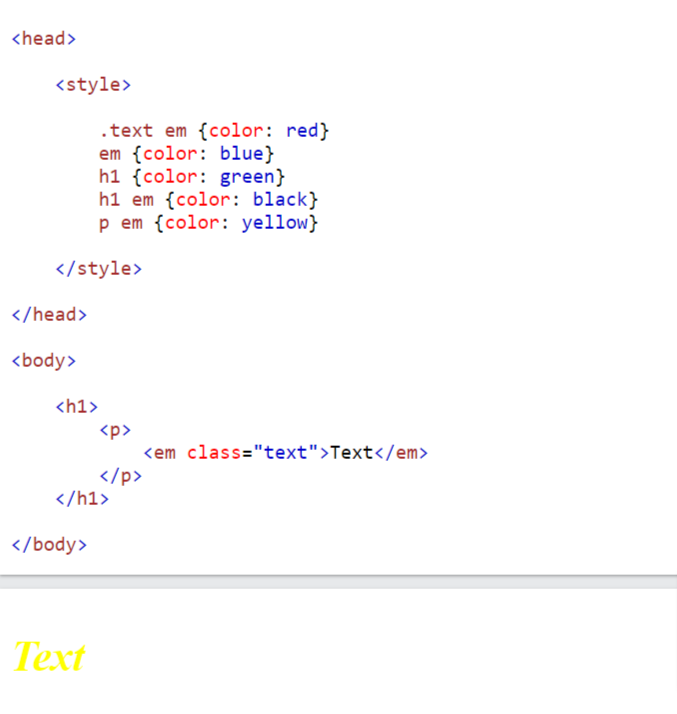 <head>
<style>
.text em {color: red}
em {color: blue}
h1 {color: green}
h1 em {color: black}
p em {color: yellow}
</style>
</head>
<body>
<h1>
<p>
<em class="text">Text</em>
</p>
</h1>
</body>
Text